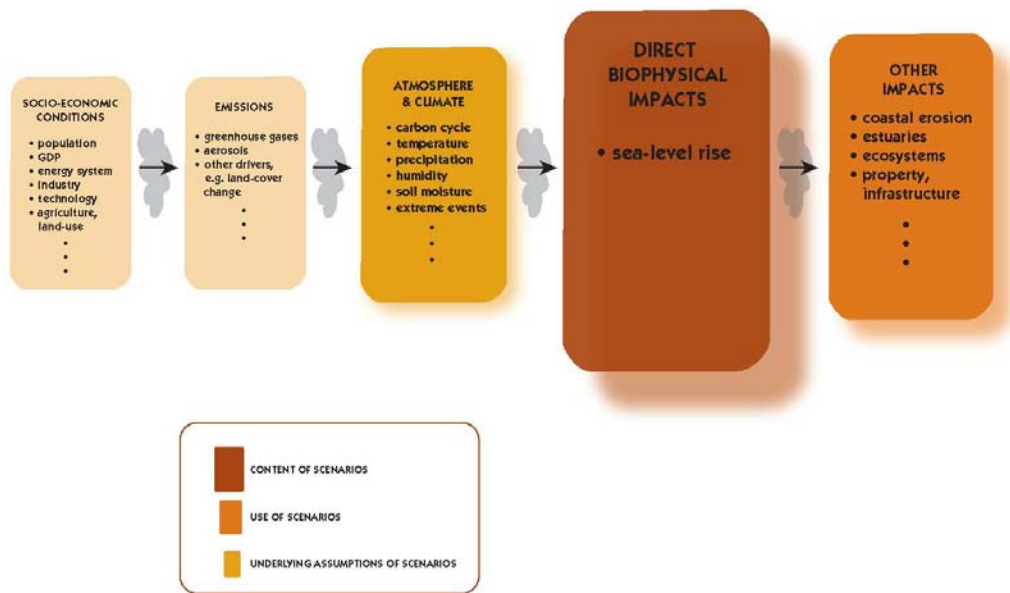 SOCIO-ECONOMIC
CONDITIONS
• population
• GDP
• energy system
• industry
• technology
• agriculture,
land-use
•
•
•
EMISSIONS
• greenhouse gases
• aerosols
• other drivers,
e.g. land-cover
change
•
•
•
ATMOSPHERE
& CLIMATE
• carbon cycle
• temperature
• precipitation
• humidity
• soil moisture
• extreme events
•
•
•
DIRECT
BIOPHYSICAL
IMPACTS
• sea-level rise
OTHER
IMPACTS
• coastal erosion
• estuaries
• ecosystems
• property,
infrastructure
•
•
•
CONTENT OF SCENARIOS
USE OF SCENARIOS
UNDERLYING ASSUMPTIONS OF SCENARIOS